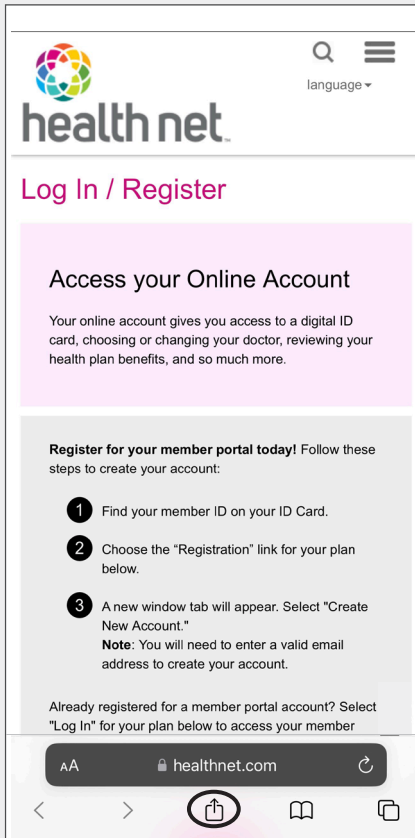 language
health net
Log In / Register
Access your Online Account
Your online account gives you access to a digital ID
card, choosing or changing your doctor, reviewing your
health plan benefits, and so much more.
Register for your member portal today! Follow these
steps to create your account:
1 Find your member ID on your ID Card.
2 Choose the “Registration” link for your plan
below.
3 A new window tab will appear. Select "Create
New Account."
Note: You will need to enter a valid email
address to create your account.
Already registered for a member portal account? Select
"Log In" for your plan below to access your member
AA healthnet.com